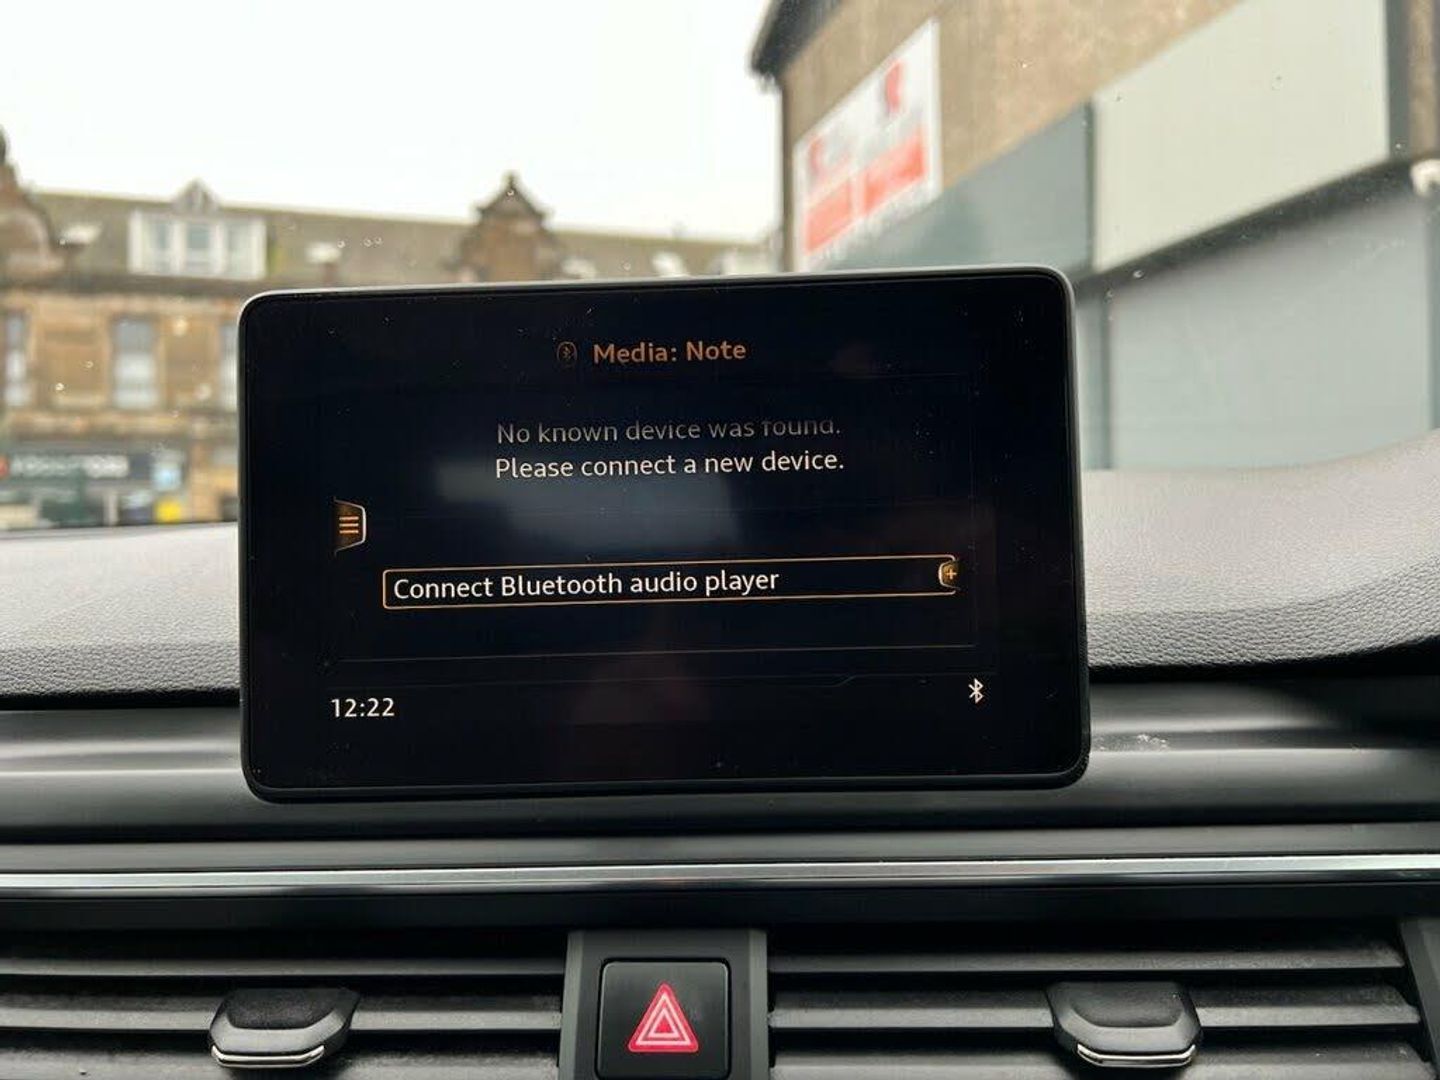 Media: Note
No known device was found.
Please connect a new device.
Connect Bluetooth audio player
12:22